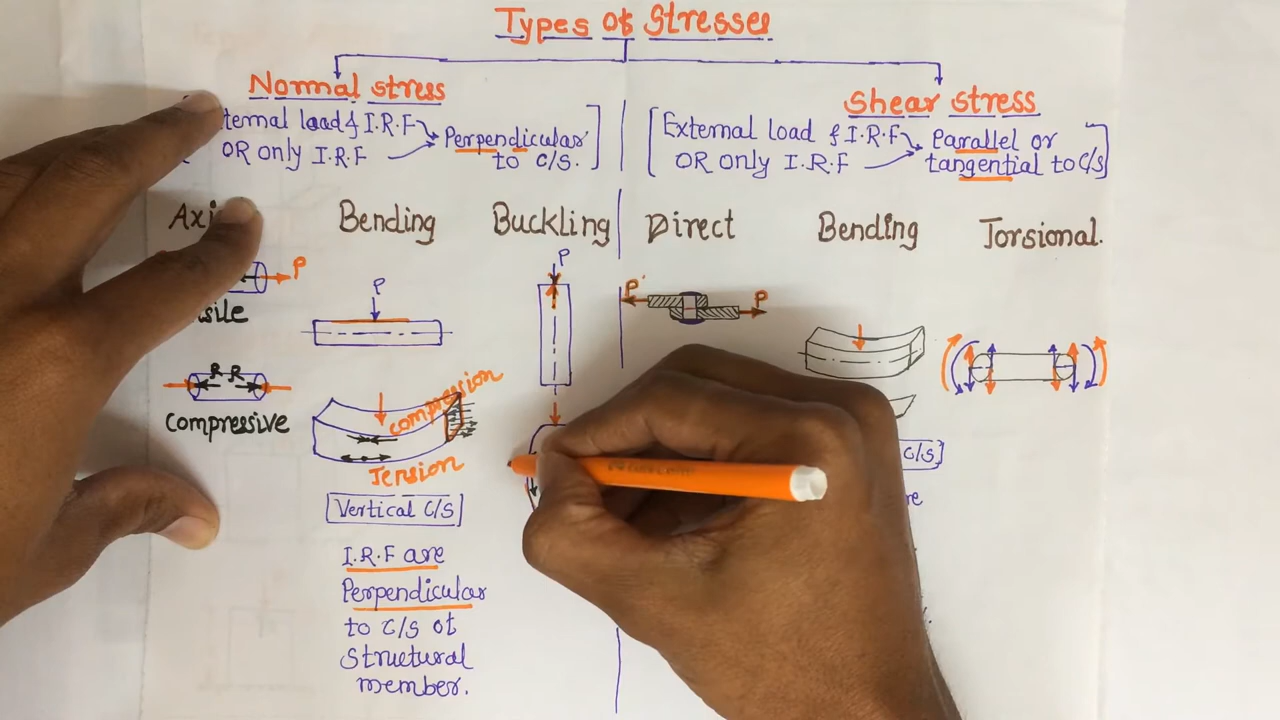 Types of Stresses
Normal stress
ternal load & I.R.F
OR only I.R.F
Perpendicular
to C/S.
Shear stress
External load & I.R.F
OR only I.R.F
Parallel or
tangential to C/S
Axi
Bending
Buckling
Direct
Bending
Torsional.
P
sile
R R
Compressive
P
compression
Tension
Vertical C/S
I.R.F are
Perpendicular
to C/S of
Structural
member.
P
P
P
C/S
re